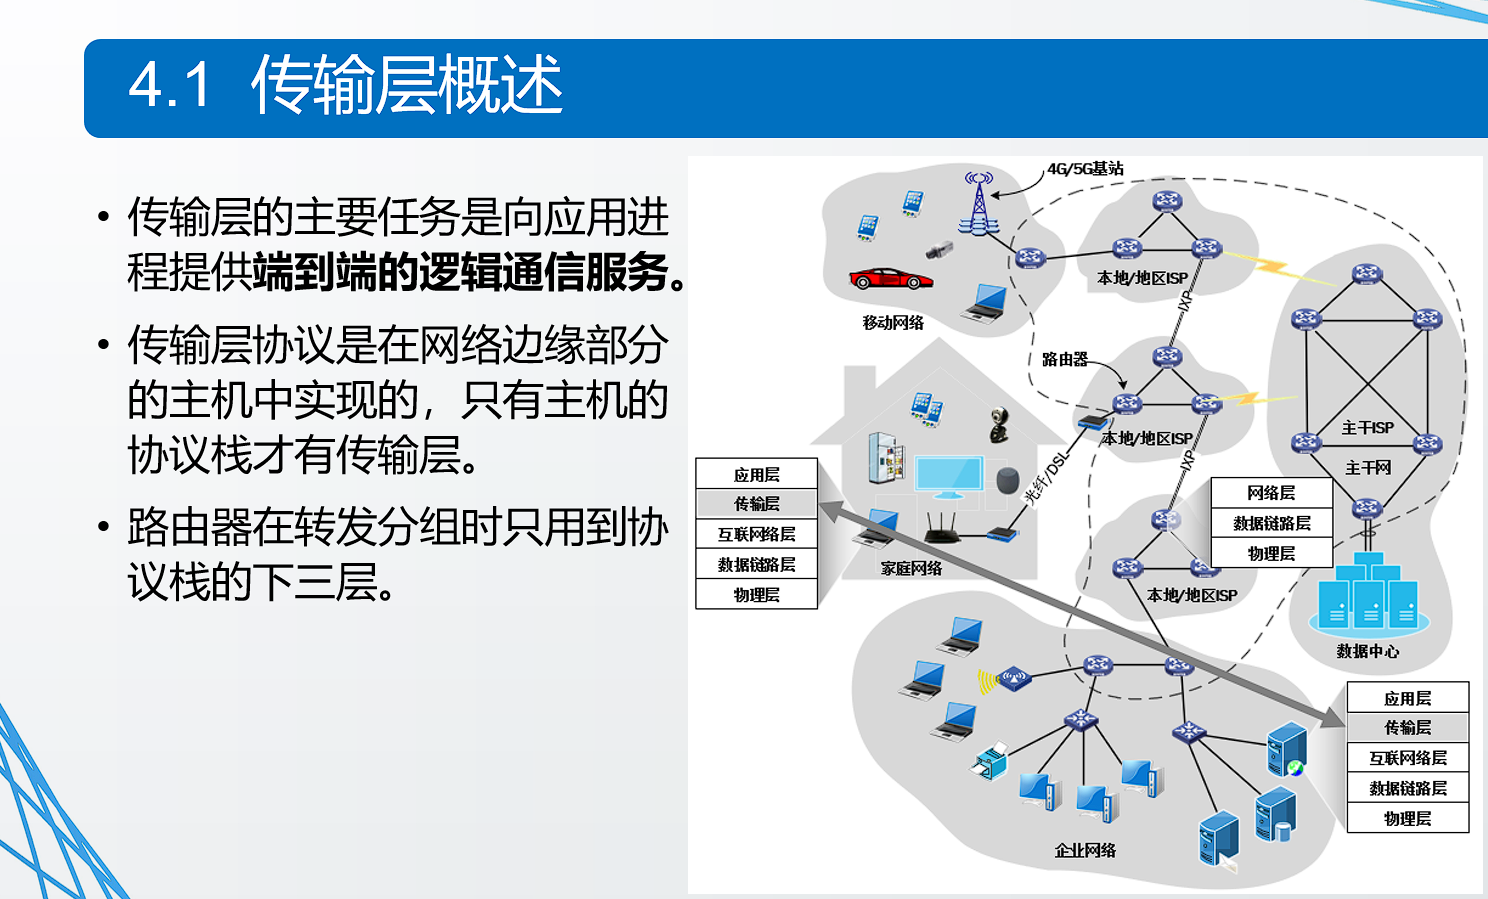 4.1 传输层概述
• 传输层的主要任务是向应用进
程提供端到端的逻辑通信服务。
• 传输层协议是在网络边缘部分
的主机中实现的，只有主机的
协议栈才有传输层。
• 路由器在转发分组时只用到协
议栈的下三层。
4G/5G基站
本地/地区ISP
移动网络
IXP
路由器
本地/地区ISP
主干ISP
主干网
IXP
光纤/DSL
应用层
传输层
互联网络层
数据链路层
物理层
家庭网络
网络层
数据链路层
物理层
本地/地区ISP
数据中心
应用层
传输层
互联网络层
数据链路层
物理层
企业网络